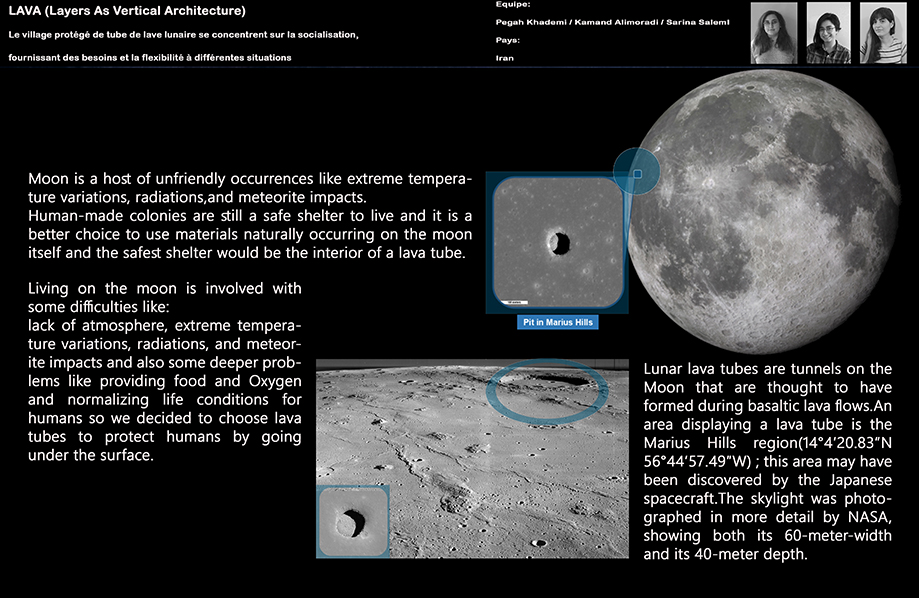 LAVA (Layers As Vertical Architecture)
Le village protégé de tube de lave lunaire se concentrent sur la socialisation,
fournissant des besoins et la flexibilité à différentes situations
Equipe:
Pegah Khademi / Kamand Alimoradi / Sarina Salemi
Pays:
Iran
Moon is a host of unfriendly occurrences like extreme tempera-
ture variations, radiations,and meteorite impacts.
Human-made colonies are still a safe shelter to live and it is a
better choice to use materials naturally occurring on the moon
itself and the safest shelter would be the interior of a lava tube.
Living on the moon is involved with
some difficulties like:
lack of atmosphere, extreme tempera-
ture variations, radiations, and meteor-
ite impacts and also some deeper prob-
lems like providing food and Oxygen
and normalizing life conditions for
humans so we decided to choose lava
tubes to protect humans by going
under the surface.
Pit in Marius Hills
Lunar lava tubes are tunnels on the
Moon that are thought to have
formed during basaltic lava flows.An
area displaying a lava tube is the
Marius Hills region(14°4′20.83″N
56°44′57.49″W) ; this area may have
been discovered by the Japanese
spacecraft.The skylight was photo-
graphed in more detail by NASA,
showing both its 60-meter-width
and its 40-meter depth.